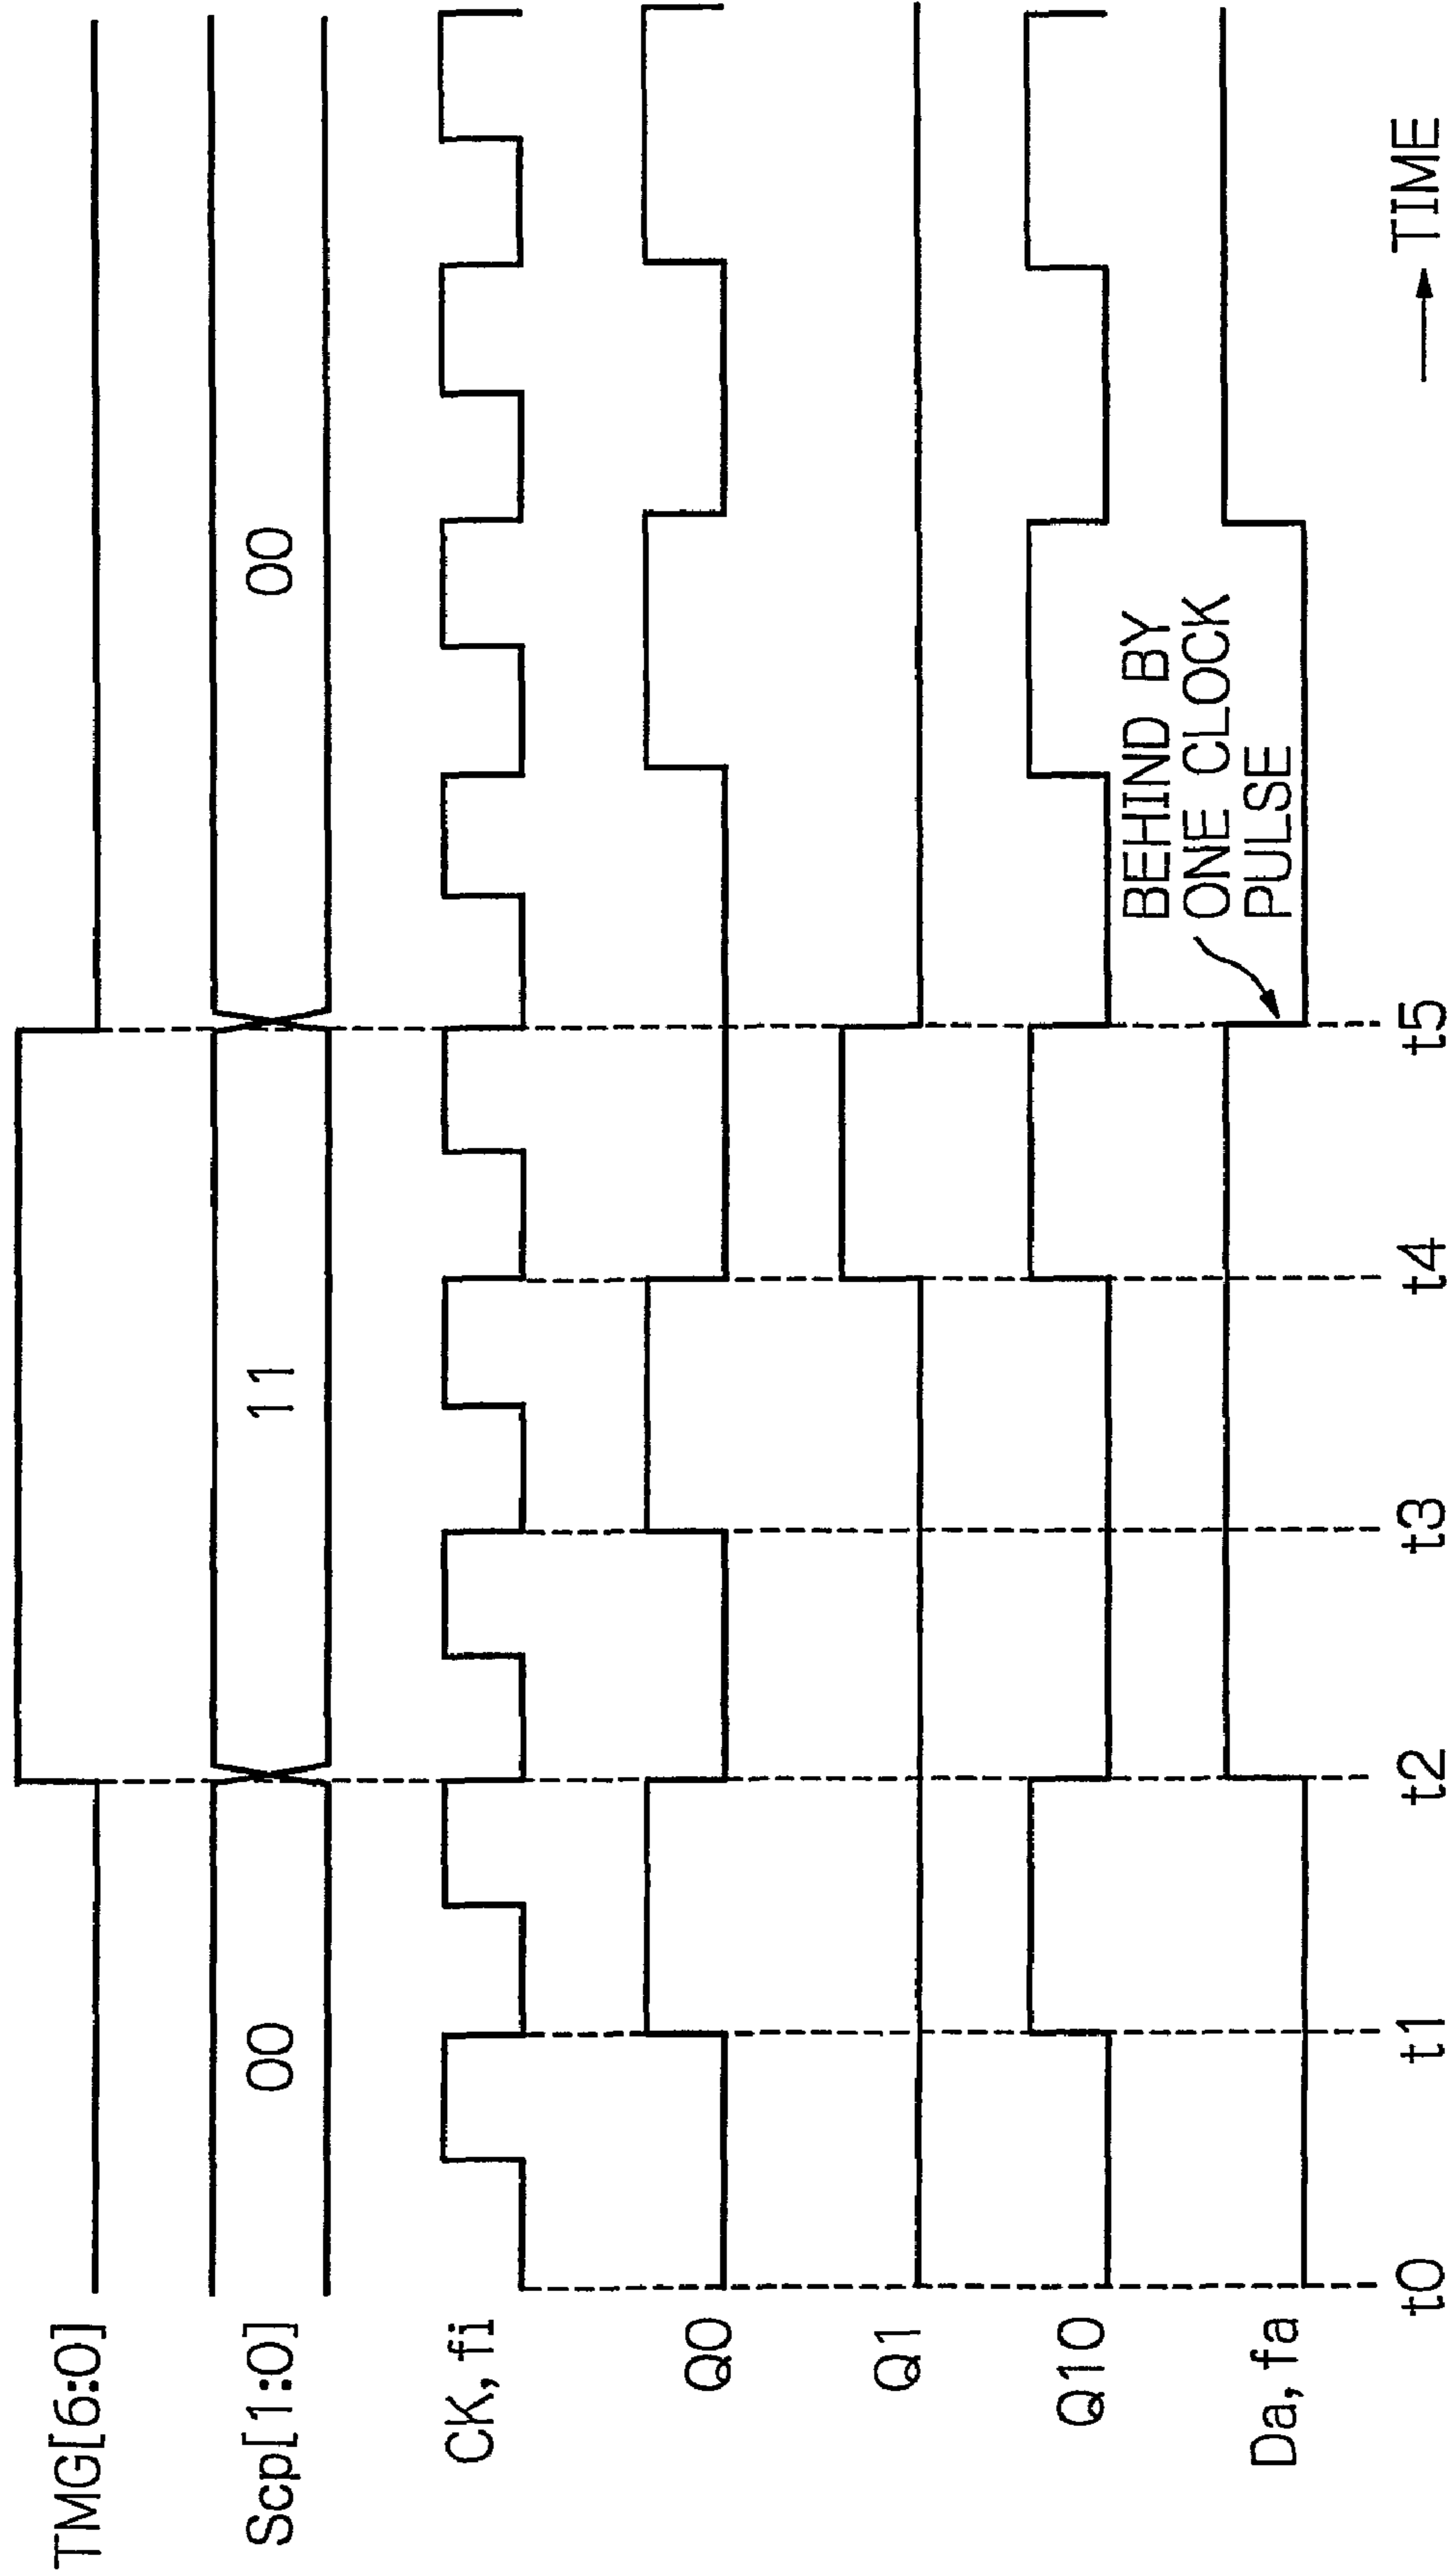 TMG[6:0]
Scp[1:0]
00
11
00
CK,fi
Q0
Q1
Q10
BEHIND BY
ONE CLOCK
PULSE
Da,fa
t0
t1
t2
t3
t4
t5
TIME